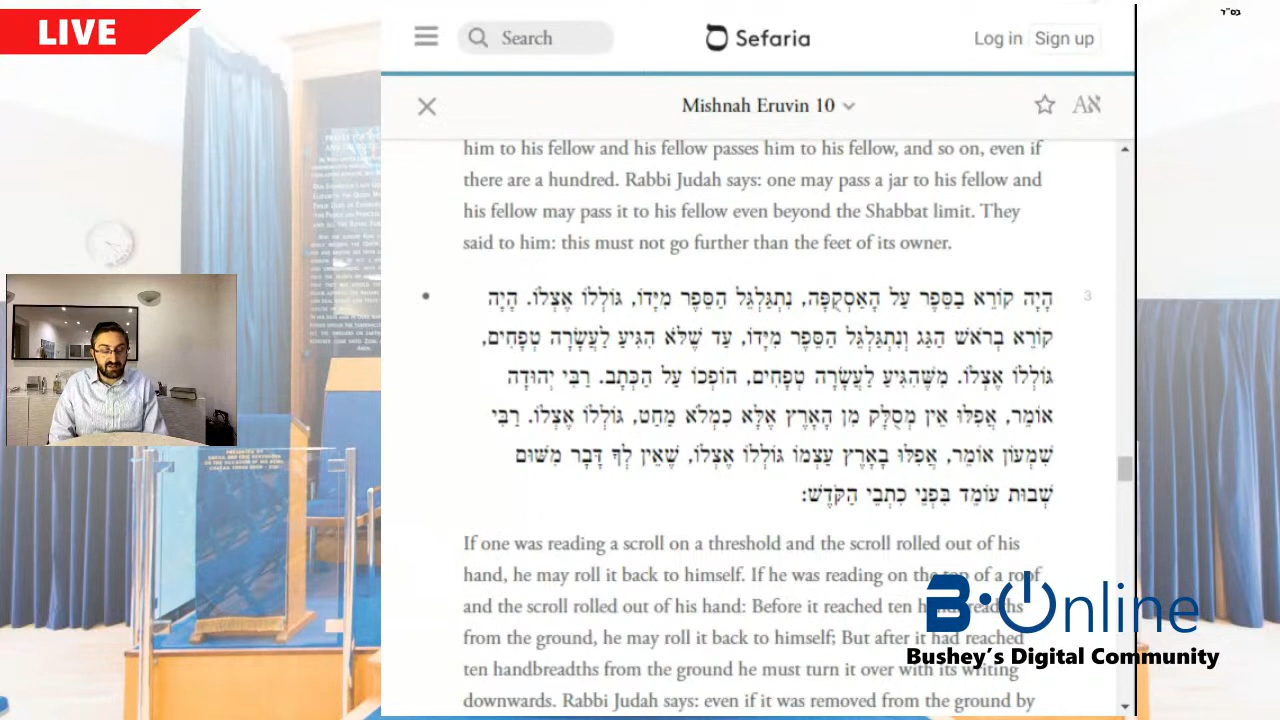 LIVE
בס"ד
Search
Sefaria
Log in
Sign up
Mishnah Eruvin 10
Aא
him to his fellow and his fellow passes him to his fellow, and so on, even if
there are a hundred. Rabbi Judah says: one may pass a jar to his fellow and
his fellow may pass it to his fellow even beyond the Shabbat limit. They
said to him: this must not go further than the feet of its owner.
3
הָיָה קוֹרֵא בַסֵּפֶר עַל הָאִסְקֻפָּה, נִתְגַּלְגֵּל הַסֵּפֶר מִיָּדוֹ, גּוֹלְלוֹ אֶצְלוֹ. הָיָה
קוֹרֵא בְרֹאשׁ הַגַּג וְנִתְגַּלְגֵּל הַסֵּפֶר מִיָּדוֹ, עַד שֶׁלֹּא הִגִּיעַ לַעֲשָׂרָה טְפָחִים,
גּוֹלְלוֹ אֶצְלוֹ. מִשֶּׁהִגִּיעַ לַעֲשָׂרָה טְפָחִים, הוֹפְכוֹ עַל הַכְּתָב. רַבִּי יְהוּדָה
אוֹמֵר, אֲפִלּוּ אֵין מְסֻלָּק מִן הָאָרֶץ אֶלָּא כִמְלֹא מַחַט, גּוֹלְלוֹ אֶצְלוֹ. רַבִּי
שִׁמְעוֹן אוֹמֵר, אֲפִלּוּ בָאָרֶץ עַצְמוֹ גּוֹלְלוֹ אֶצְלוֹ, שֶׁאֵין לְךָ דָּבָר מִשּׁוּם
שְׁבוּת עוֹמֵד בִּפְנֵי כִתְבֵי הַקֹּדֶשׁ:
If one was reading a scroll on a threshold and the scroll rolled out of his
hand, he may roll it back to himself. If he was reading on the top of a roof
and the scroll rolled out of his hand: Before it reached ten handbreadths
from the ground, he may roll it back to himself; But after it had reached
ten handbreadths from the ground he must turn it over with its writing
downwards. Rabbi Judah says: even if it was removed from the ground by
B·Online
Bushey's Digital Community